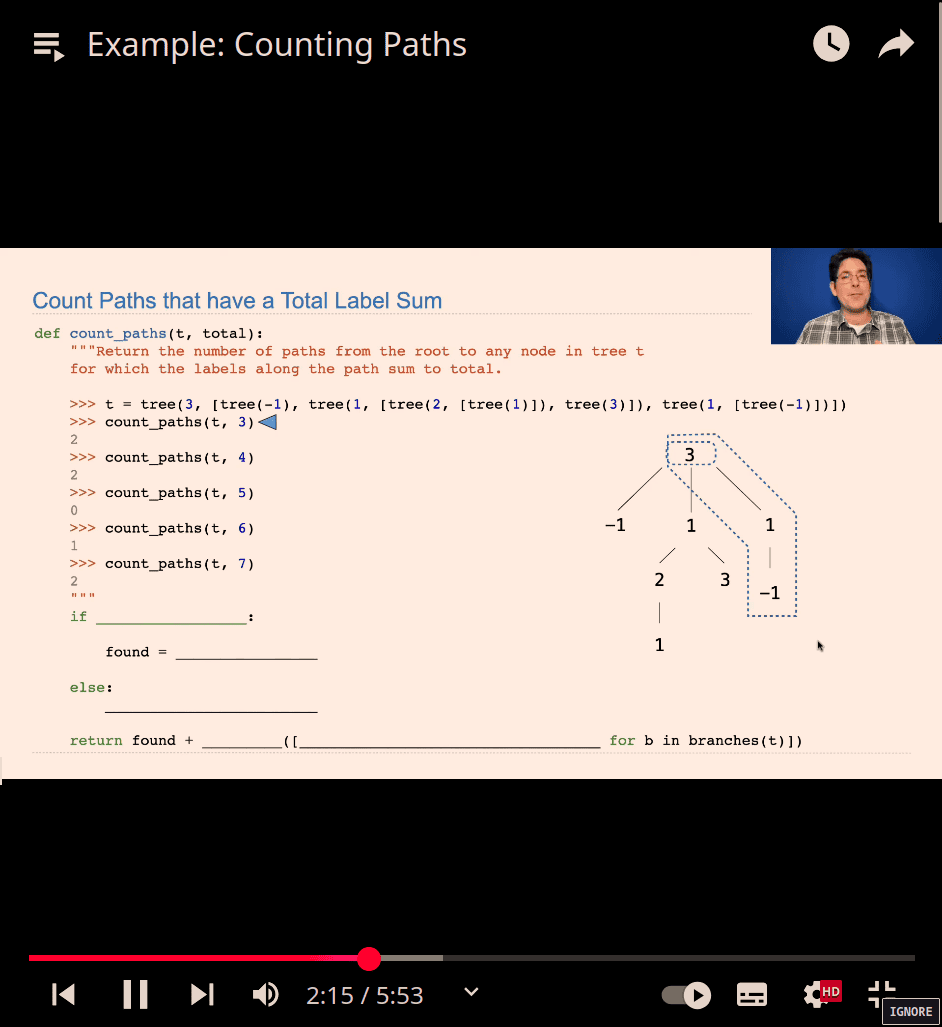 Example: Counting Paths
Count Paths that have a Total Label Sum
def count_paths(t, total):
"""Return the number of paths from the root to any node in tree t
for which the labels along the path sum to total.
>>> t = tree(3, [tree(-1), tree(1, [tree(2, [tree(1)]), tree(3)]), tree(1, [tree(-1)])])
>>> count_paths(t, 3)
2
>>> count_paths(t, 4)
2
>>> count_paths(t, 5)
0
>>> count_paths(t, 6)
1
>>> count_paths(t, 7)
2
"""
if _________________:
found = ________________
else:
________________________
return found + _________([__________________________________ for b in branches(t)])
3
-1 1 1
2 3 -1
1
2:15 / 5:53
HD
IGNORE